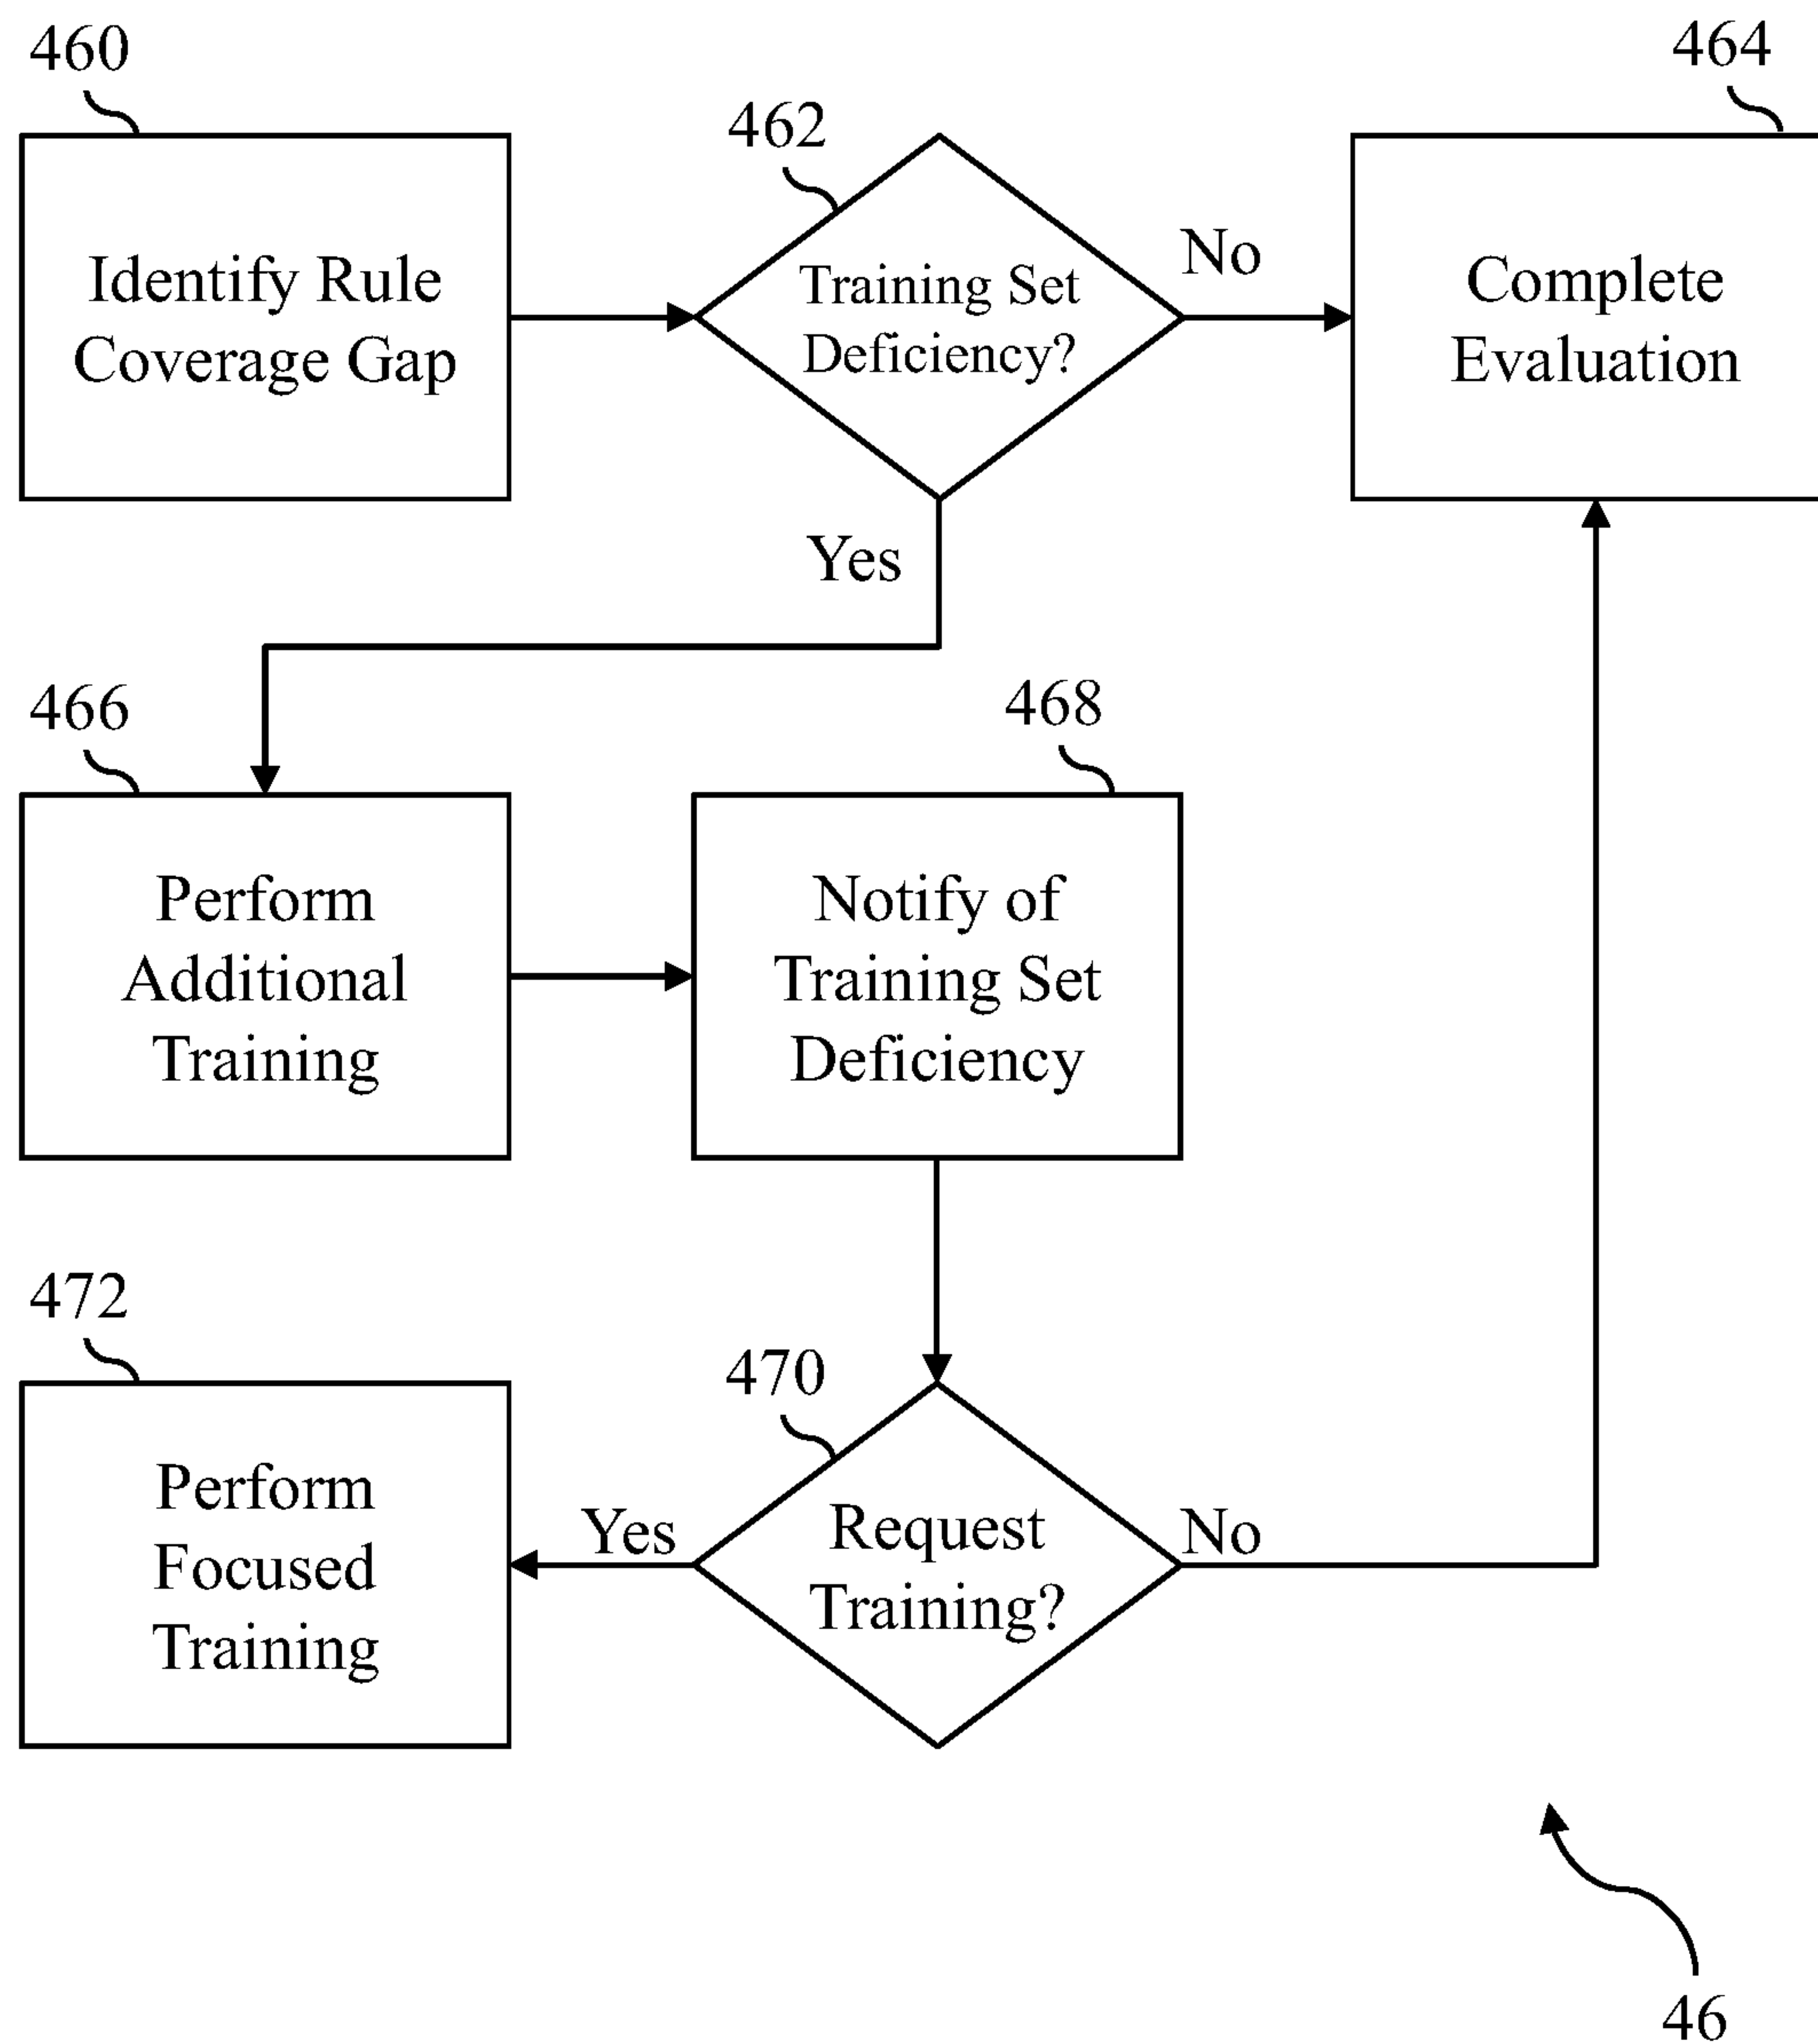 460
Identify Rule
Coverage Gap
462
Training Set
Deficiency?
No
Yes
464
Complete
Evaluation
466
Perform
Additional
Training
468
Notify of
Training Set
Deficiency
472
Perform
Focused
Training
470
Yes
Request
Training?
No
46